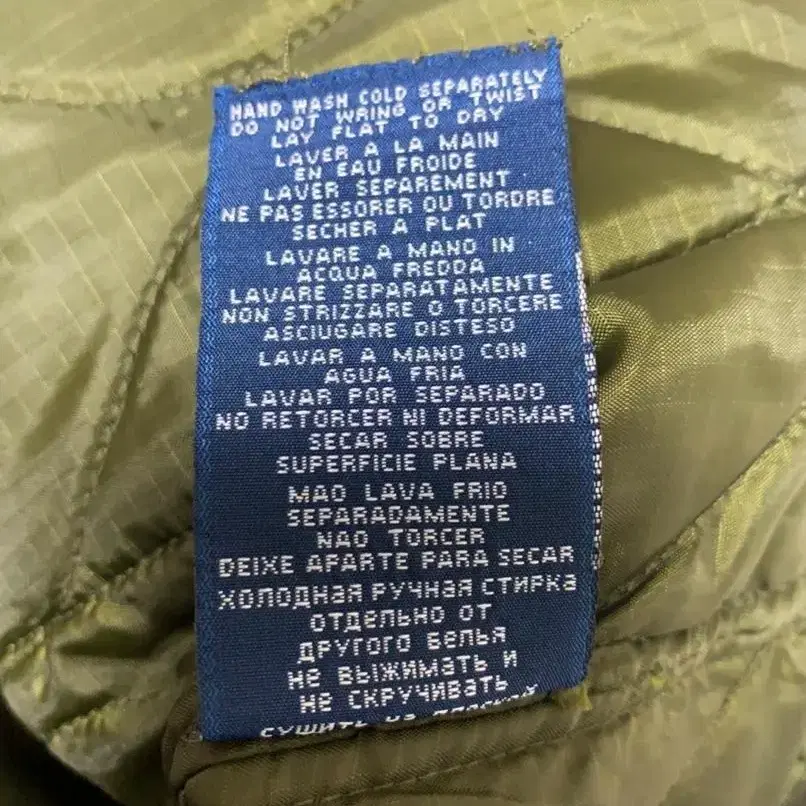 HAND WASH COLD SEPARATELY
DO NOT WRING OR TWIST
LAY FLAT TO DRY
LAVER A LA MAIN
EN EAU FROIDE
LAVER SEPAREMENT
NE PAS ESSORER OU TORDRE
SECHER A PLAT
LAVARE A MANO IN
ACQUA FREDDA
LAVARE SEPARATAMENTE
NON STRIZZARE O TORCERE
ASCIUGARE DISTESO
LAVAR A MANO CON
AGUA FRIA
LAVAR POR SEPARADO
NO RETORCER NI DEFORMAR
SECAR SOBRE
SUPERFICIE PLANA
MAO LAVA FRIO
SEPARADAMENTE
NAO TORCER
DEIXE APARTE PARA SECAR
ХОЛОДНАЯ РУЧНАЯ СТИРКА
ОТДЕЛЬНО ОТ
ДРУГОГО БЕЛЬЯ
НЕ ВЫЖИМАТЬ И
НЕ СКРУЧИВАТЬ
СУШИТЬ НА